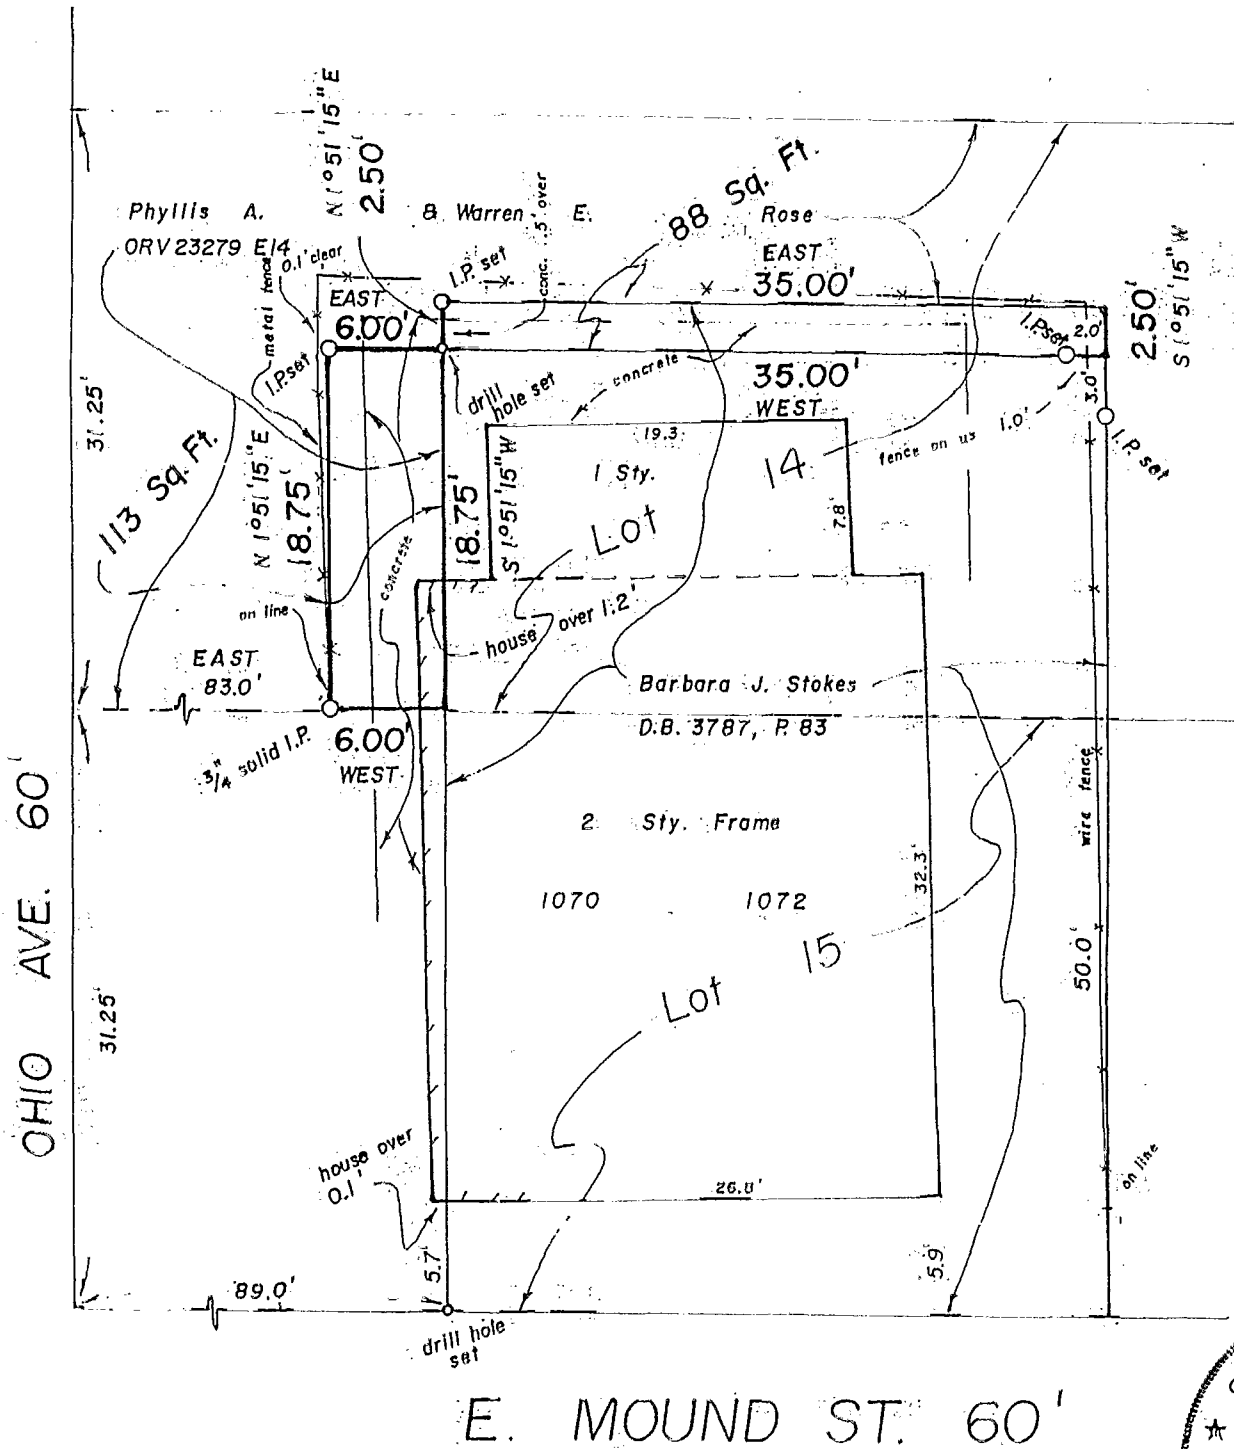 N 1°51'15"E
2.50'
Phyllis A. & Warren E. Rose
ORV 23279 E14
0.1' clear
metal fence
I.P. set
conc. .5' over
88 Sq. Ft.
EAST
35.00'
2.50'
S 1°51'15"W
EAST
6.00'
I.P. set
I.P. set
2.0'
3.0'
drill
hole set
concrete
35.00'
WEST
fence on us 1.0'
I.P. set
31.25'
113 Sq. Ft.
N 1°51'15"E
18.75'
18.75'
S 1°51'15"W
19.3
1 Sty.
7.8'
Lot 14
concrete
on line
house over 1.2'
EAST
83.0'
3/4" solid I.P.
6.00'
WEST
Barbara J. Stokes
D.B. 3787, P. 83
wire fence
2 Sty. Frame
32.3'
1070 1072
50.0'
Lot 15
31.25'
OHIO AVE. 60'
house over
0.1'
26.8'
on line
5.7'
5.9'
89.0'
drill hole
set
E. MOUND ST. 60'